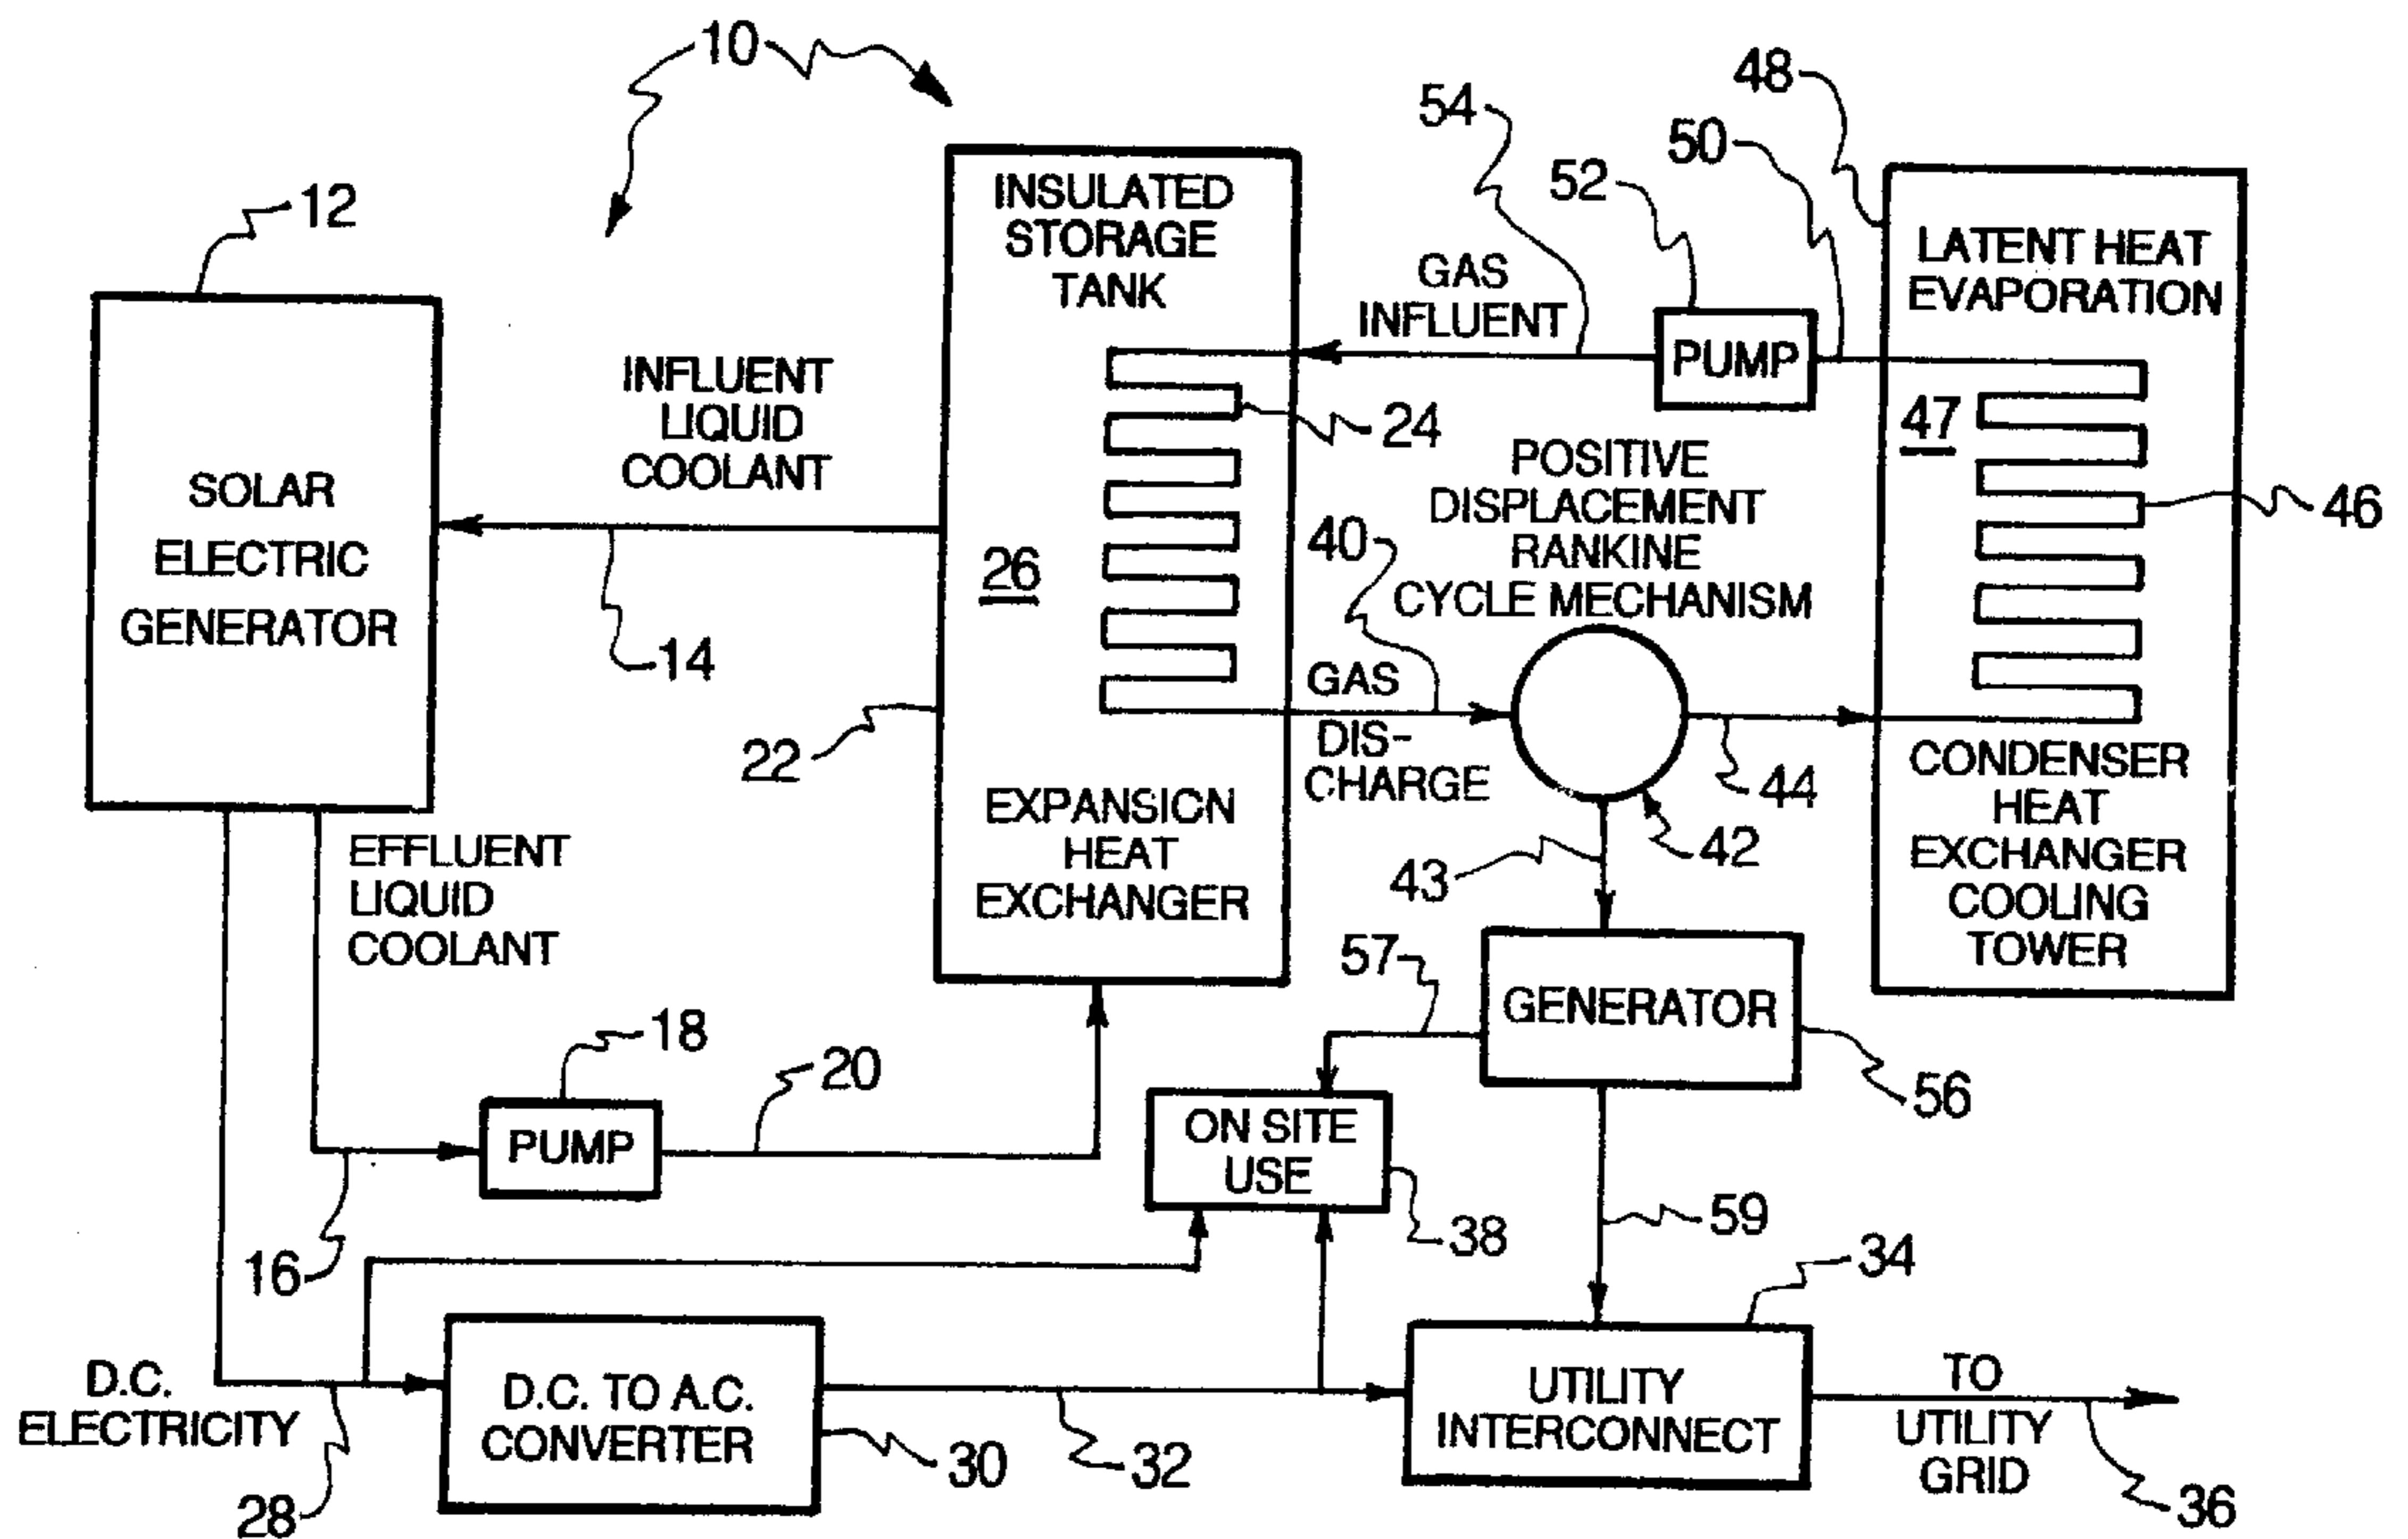 10
48
54
50
52
12
INSULATED
STORAGE
TANK
LATENT HEAT
EVAPORATION
GAS
INFLUENT
PUMP
INFLUENT
LIQUID
COOLANT
24
47
46
SOLAR
ELECTRIC
GENERATOR
POSITIVE
DISPLACEMENT
RANKINE
CYCLE MECHANISM
40
26
14
GAS
DIS-
CHARGE
22
44
42
43
EXPANSION
HEAT
EXCHANGER
CONDENSER
HEAT
EXCHANGER
COOLING
TOWER
EFFLUENT
LIQUID
COOLANT
57
GENERATOR
56
18
20
PUMP
ON SITE
USE
38
59
16
34
D.C.
ELECTRICITY
D.C. TO A.C.
CONVERTER
UTILITY
INTERCONNECT
TO
UTILITY
GRID
28
30
32
36